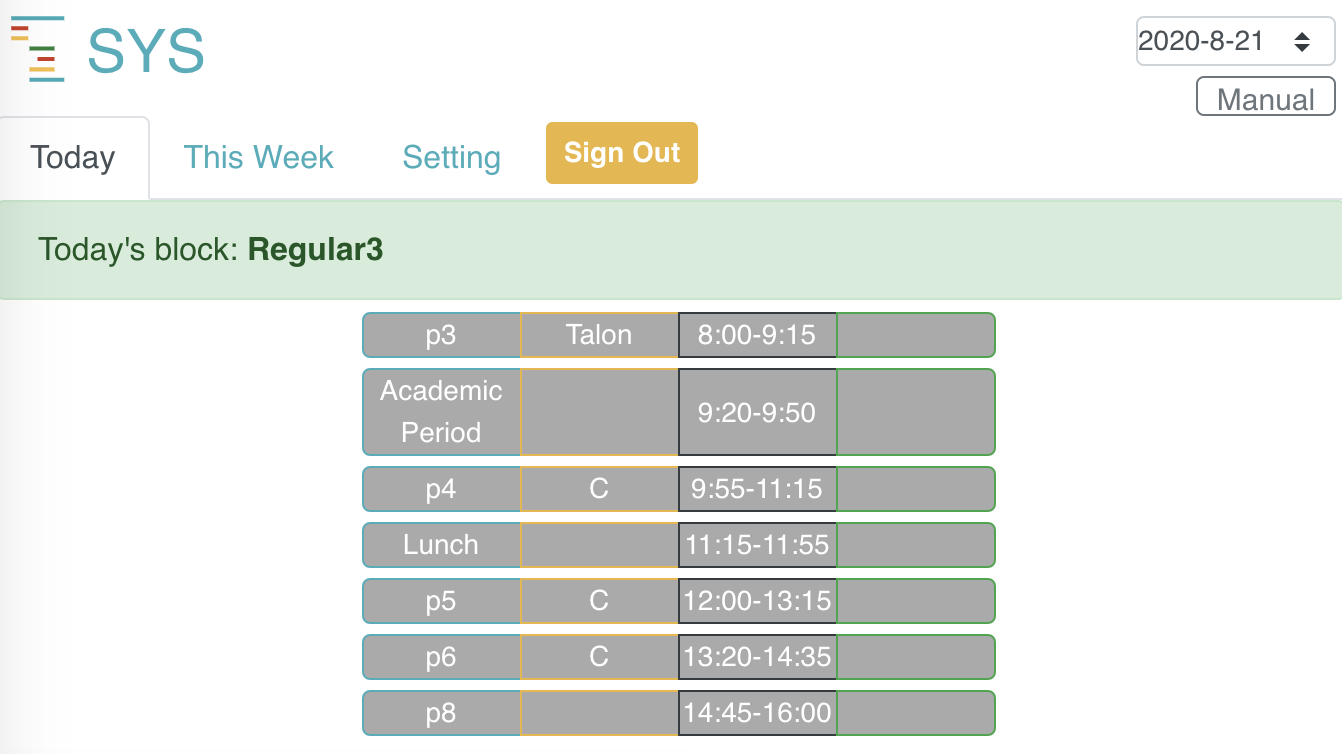 SYS
2020-8-21
Manual
Today This Week Setting Sign Out
Today's block: Regular3
p3 Talon 8:00-9:15
Academic
Period 9:20-9:50
p4 C 9:55-11:15
Lunch 11:15-11:55
p5 C 12:00-13:15
p6 C 13:20-14:35
p8 14:45-16:00